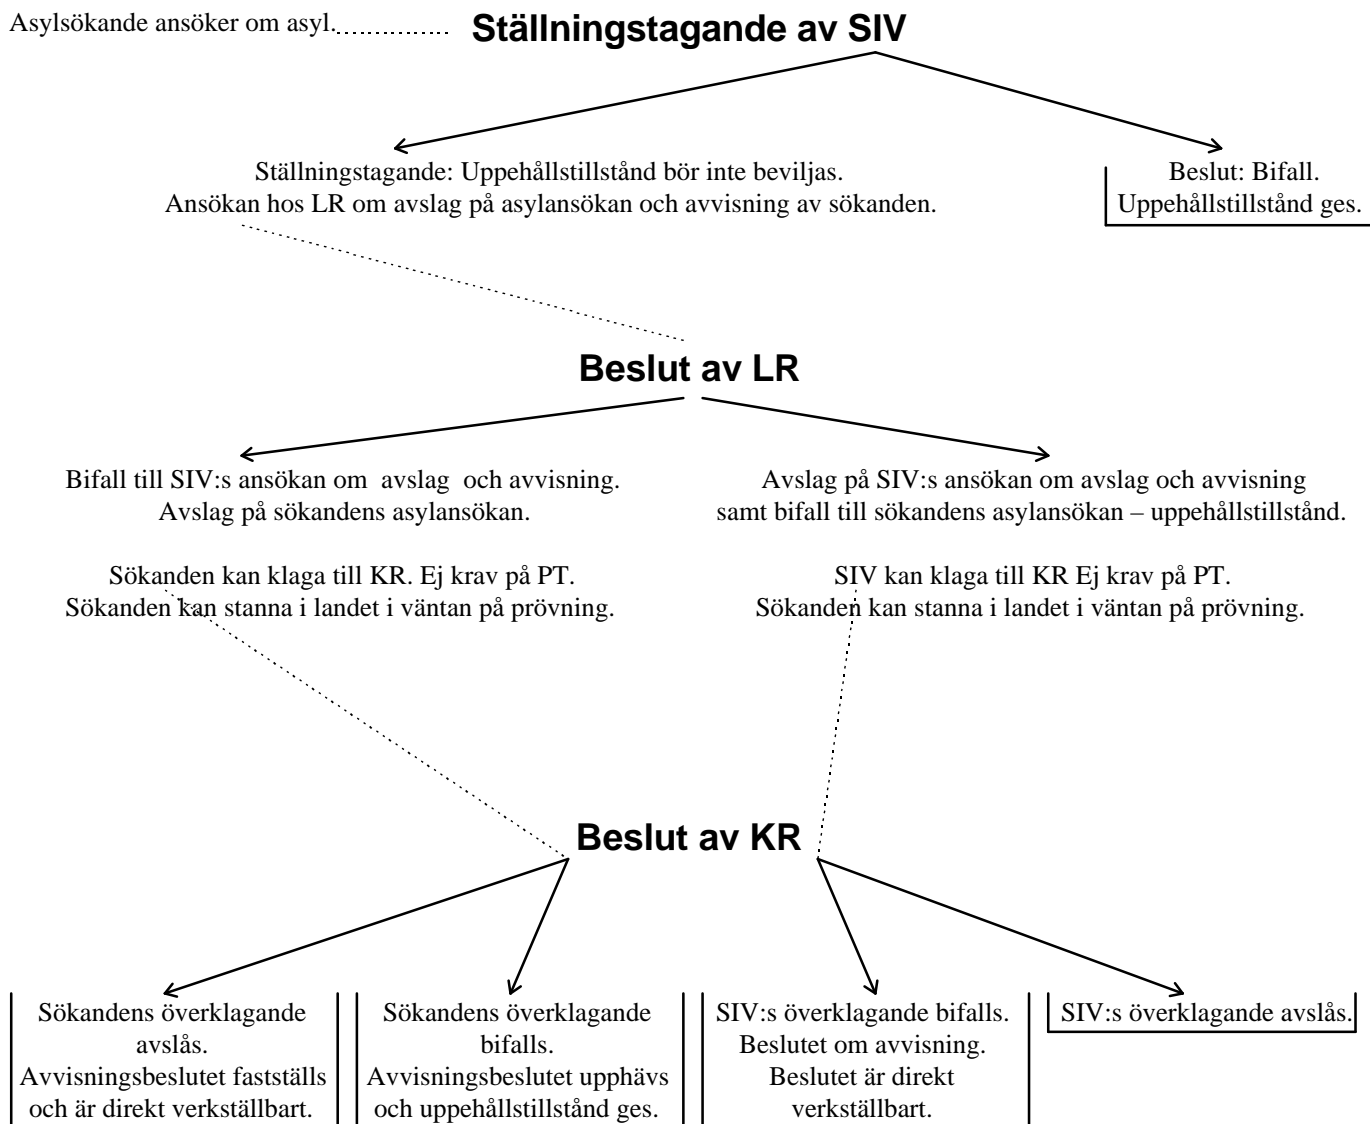 Asylsökande ansöker om asyl.............. Ställningstagande av SIV
Ställningstagande: Uppehållstillstånd bör inte beviljas.
Ansökan hos LR om avslag på asylansökan och avvisning av sökanden.
Beslut: Bifall.
Uppehållstillstånd ges.
Beslut av LR
Bifall till SIV:s ansökan om avslag och avvisning.
Avslag på sökandens asylansökan.
Sökanden kan klaga till KR. Ej krav på PT.
Sökanden kan stanna i landet i väntan på prövning.
Avslag på SIV:s ansökan om avslag och avvisning
samt bifall till sökandens asylansökan – uppehållstillstånd.
SIV kan klaga till KR Ej krav på PT.
Sökanden kan stanna i landet i väntan på prövning.
Beslut av KR
Sökandens överklagande
avslås.
Avvisningsbeslutet fastställs
och är direkt verkställbart.
Sökandens överklagande
bifalls.
Avvisningsbeslutet upphävs
och uppehållstillstånd ges.
SIV:s överklagande bifalls.
Beslutet om avvisning.
Beslutet är direkt
verkställbart.
SIV:s överklagande avslås.